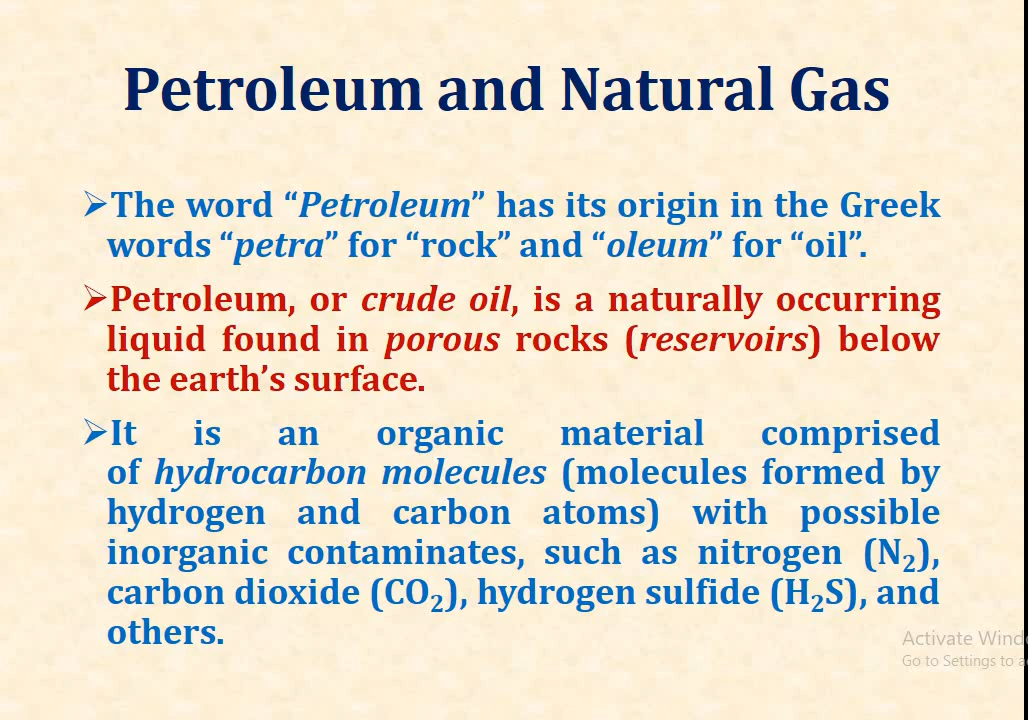 Petroleum and Natural Gas
➢The word “Petroleum” has its origin in the Greek
words “petra” for “rock” and “oleum” for “oil”.
➢Petroleum, or crude oil, is a naturally occurring
liquid found in porous rocks (reservoirs) below
the earth’s surface.
➢It is an organic material comprised
of hydrocarbon molecules (molecules formed by
hydrogen and carbon atoms) with possible
inorganic contaminates, such as nitrogen (N₂),
carbon dioxide (CO₂), hydrogen sulfide (H₂S), and
others.
Activate Windo
Go to Settings to a